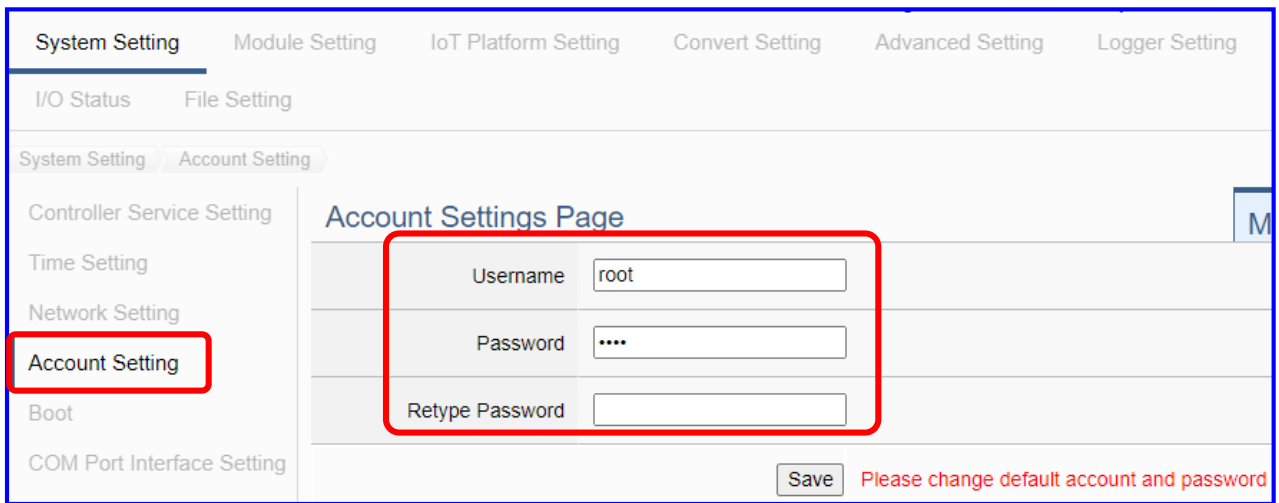 System Setting Module Setting IoT Platform Setting Convert Setting Advanced Setting Logger Setting
I/O Status File Setting
System Setting Account Setting
Controller Service Setting
Time Setting
Network Setting
Account Setting
Boot
COM Port Interface Setting
Account Settings Page
M
Username root
Password ••••
Retype Password
Save Please change default account and password